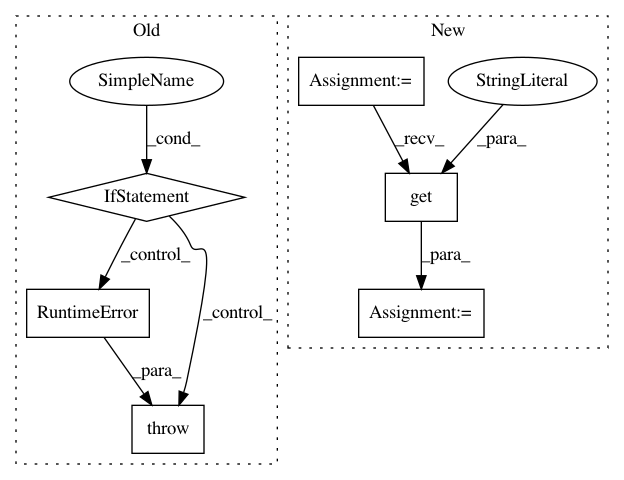 Old
New
SimpleName
Assignment:=
StringLiteral
_cond_
_recv_
_para_
IfStatement
get
_control_
_control_
_para_
RuntimeError
Assignment:=
_para_
throw